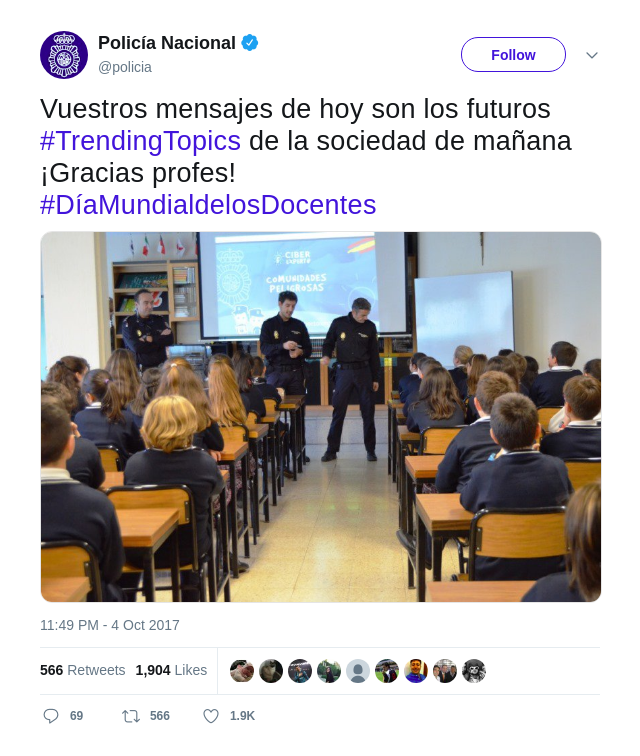 Policía Nacional
@policia
Follow
Vuestros mensajes de hoy son los futuros
#TrendingTopics de la sociedad de mañana
¡Gracias profes!
#DíaMundialdelosDocentes
CIBER
EXPERTO
COMUNIDADES
PELIGROSAS
11:49 PM - 4 Oct 2017
566 Retweets 1,904 Likes
69 566 1.9K